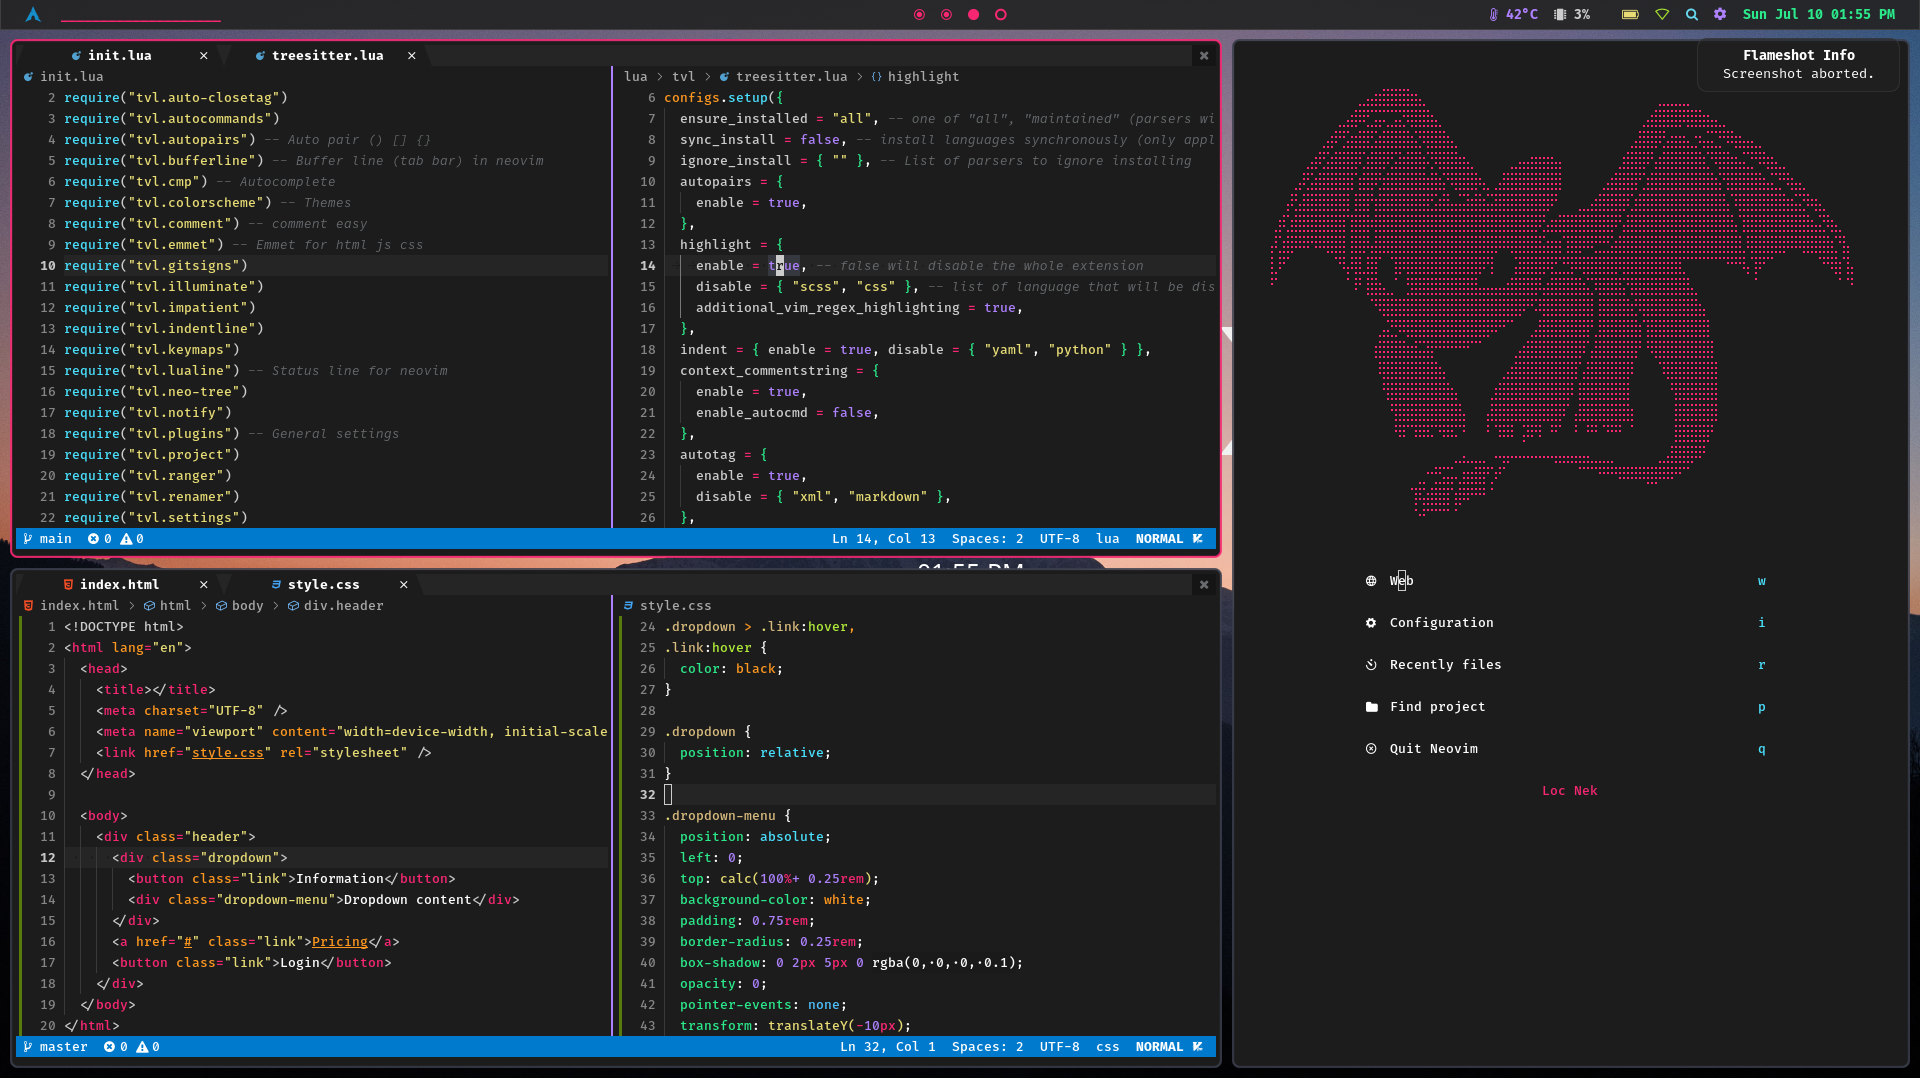 42°C 3% Sun Jul 10 01:55 PM
init.lua × treesitter.lua ×
init.lua
2 require("tvl.auto-closetag")
3 require("tvl.autocommands")
4 require("tvl.autopairs") -- Auto pair () [] {}
5 require("tvl.bufferline") -- Buffer line (tab bar) in neovim
6 require("tvl.cmp") -- Autocomplete
7 require("tvl.colorscheme") -- Themes
8 require("tvl.comment") -- comment easy
9 require("tvl.emmet") -- Emmet for html js css
10 require("tvl.gitsigns")
11 require("tvl.illuminate")
12 require("tvl.impatient")
13 require("tvl.indentline")
14 require("tvl.keymaps")
15 require("tvl.lualine") -- Status line for neovim
16 require("tvl.neo-tree")
17 require("tvl.notify")
18 require("tvl.plugins") -- General settings
19 require("tvl.project")
20 require("tvl.ranger")
21 require("tvl.renamer")
22 require("tvl.settings")
lua > tvl > treesitter.lua > {} highlight
6 configs.setup({
7 ensure_installed = "all", -- one of "all", "maintained" (parsers wi
8 sync_install = false, -- install languages synchronously (only appl
9 ignore_install = { "" }, -- List of parsers to ignore installing
10 autopairs = {
11 enable = true,
12 },
13 highlight = {
14 enable = true, -- false will disable the whole extension
15 disable = { "scss", "css" }, -- list of language that will be dis
16 additional_vim_regex_highlighting = true,
17 },
18 indent = { enable = true, disable = { "yaml", "python" } },
19 context_commentstring = {
20 enable = true,
21 enable_autocmd = false,
22 },
23 autotag = {
24 enable = true,
25 disable = { "xml", "markdown" },
26 },
main 0 0 Ln 14, Col 13 Spaces: 2 UTF-8 lua NORMAL
01:55 PM
index.html × style.css ×
index.html > html > body > div.header
1 <!DOCTYPE html>
2 <html lang="en">
3 <head>
4 <title></title>
5 <meta charset="UTF-8" />
6 <meta name="viewport" content="width=device-width, initial-scale
7 <link href="style.css" rel="stylesheet" />
8 </head>
9
10 <body>
11 <div class="header">
12 <div class="dropdown">
13 <button class="link">Information</button>
14 <div class="dropdown-menu">Dropdown content</div>
15 </div>
16 <a href="#" class="link">Pricing</a>
17 <button class="link">Login</button>
18 </div>
19 </body>
20 </html>
style.css
24 .dropdown > .link:hover,
25 .link:hover {
26 color: black;
27 }
28
29 .dropdown {
30 position: relative;
31 }
32
33 .dropdown-menu {
34 position: absolute;
35 left: 0;
36 top: calc(100%+ 0.25rem);
37 background-color: white;
38 padding: 0.75rem;
39 border-radius: 0.25rem;
40 box-shadow: 0 2px 5px 0 rgba(0,·0,·0,·0.1);
41 opacity: 0;
42 pointer-events: none;
43 transform: translateY(-10px);
master 0 0 Ln 32, Col 1 Spaces: 2 UTF-8 css NORMAL
Flameshot Info
Screenshot aborted.
Web w
Configuration i
Recently files r
Find project p
Quit Neovim q
Loc Nek